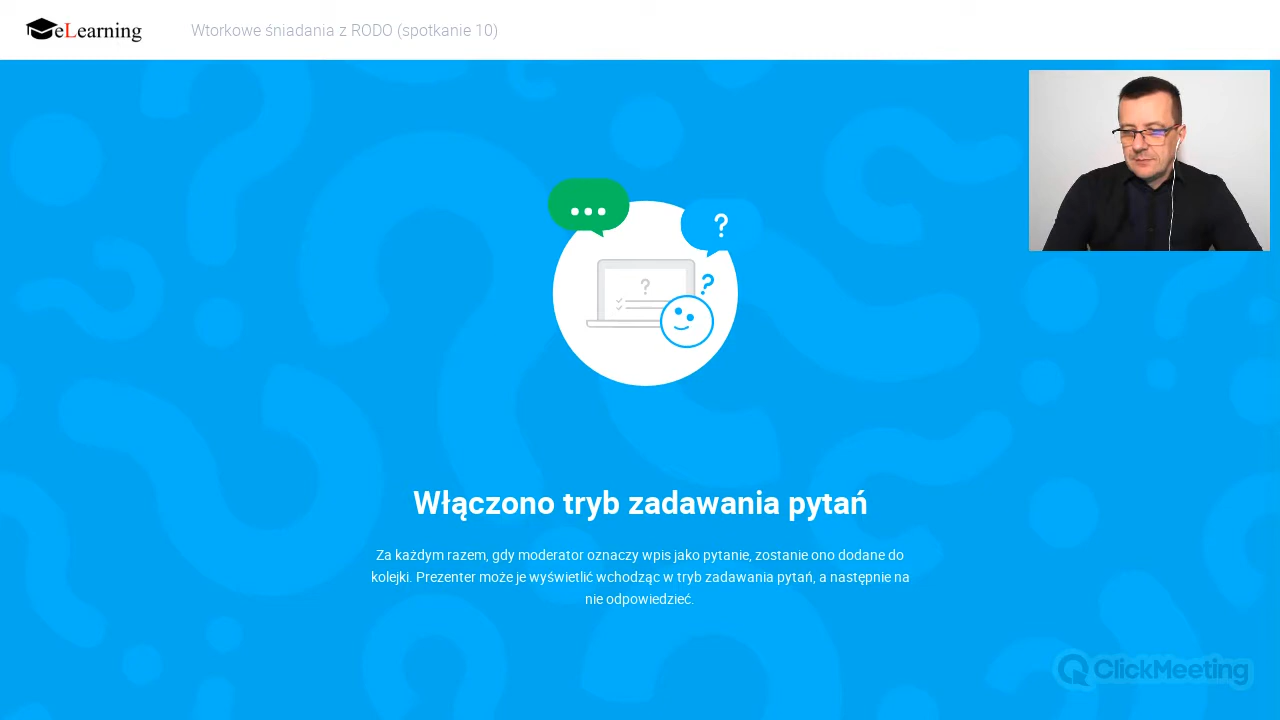 eLearning
Wtorkowe śniadania z RODO (spotkanie 10)
...
?
?
?
Włączono tryb zadawania pytań
Za każdym razem, gdy moderator oznaczy wpis jako pytanie, zostanie ono dodane do
kolejki. Prezenter może je wyświetlić wchodząc w tryb zadawania pytań, a następnie na
nie odpowiedzieć.
ClickMeeting